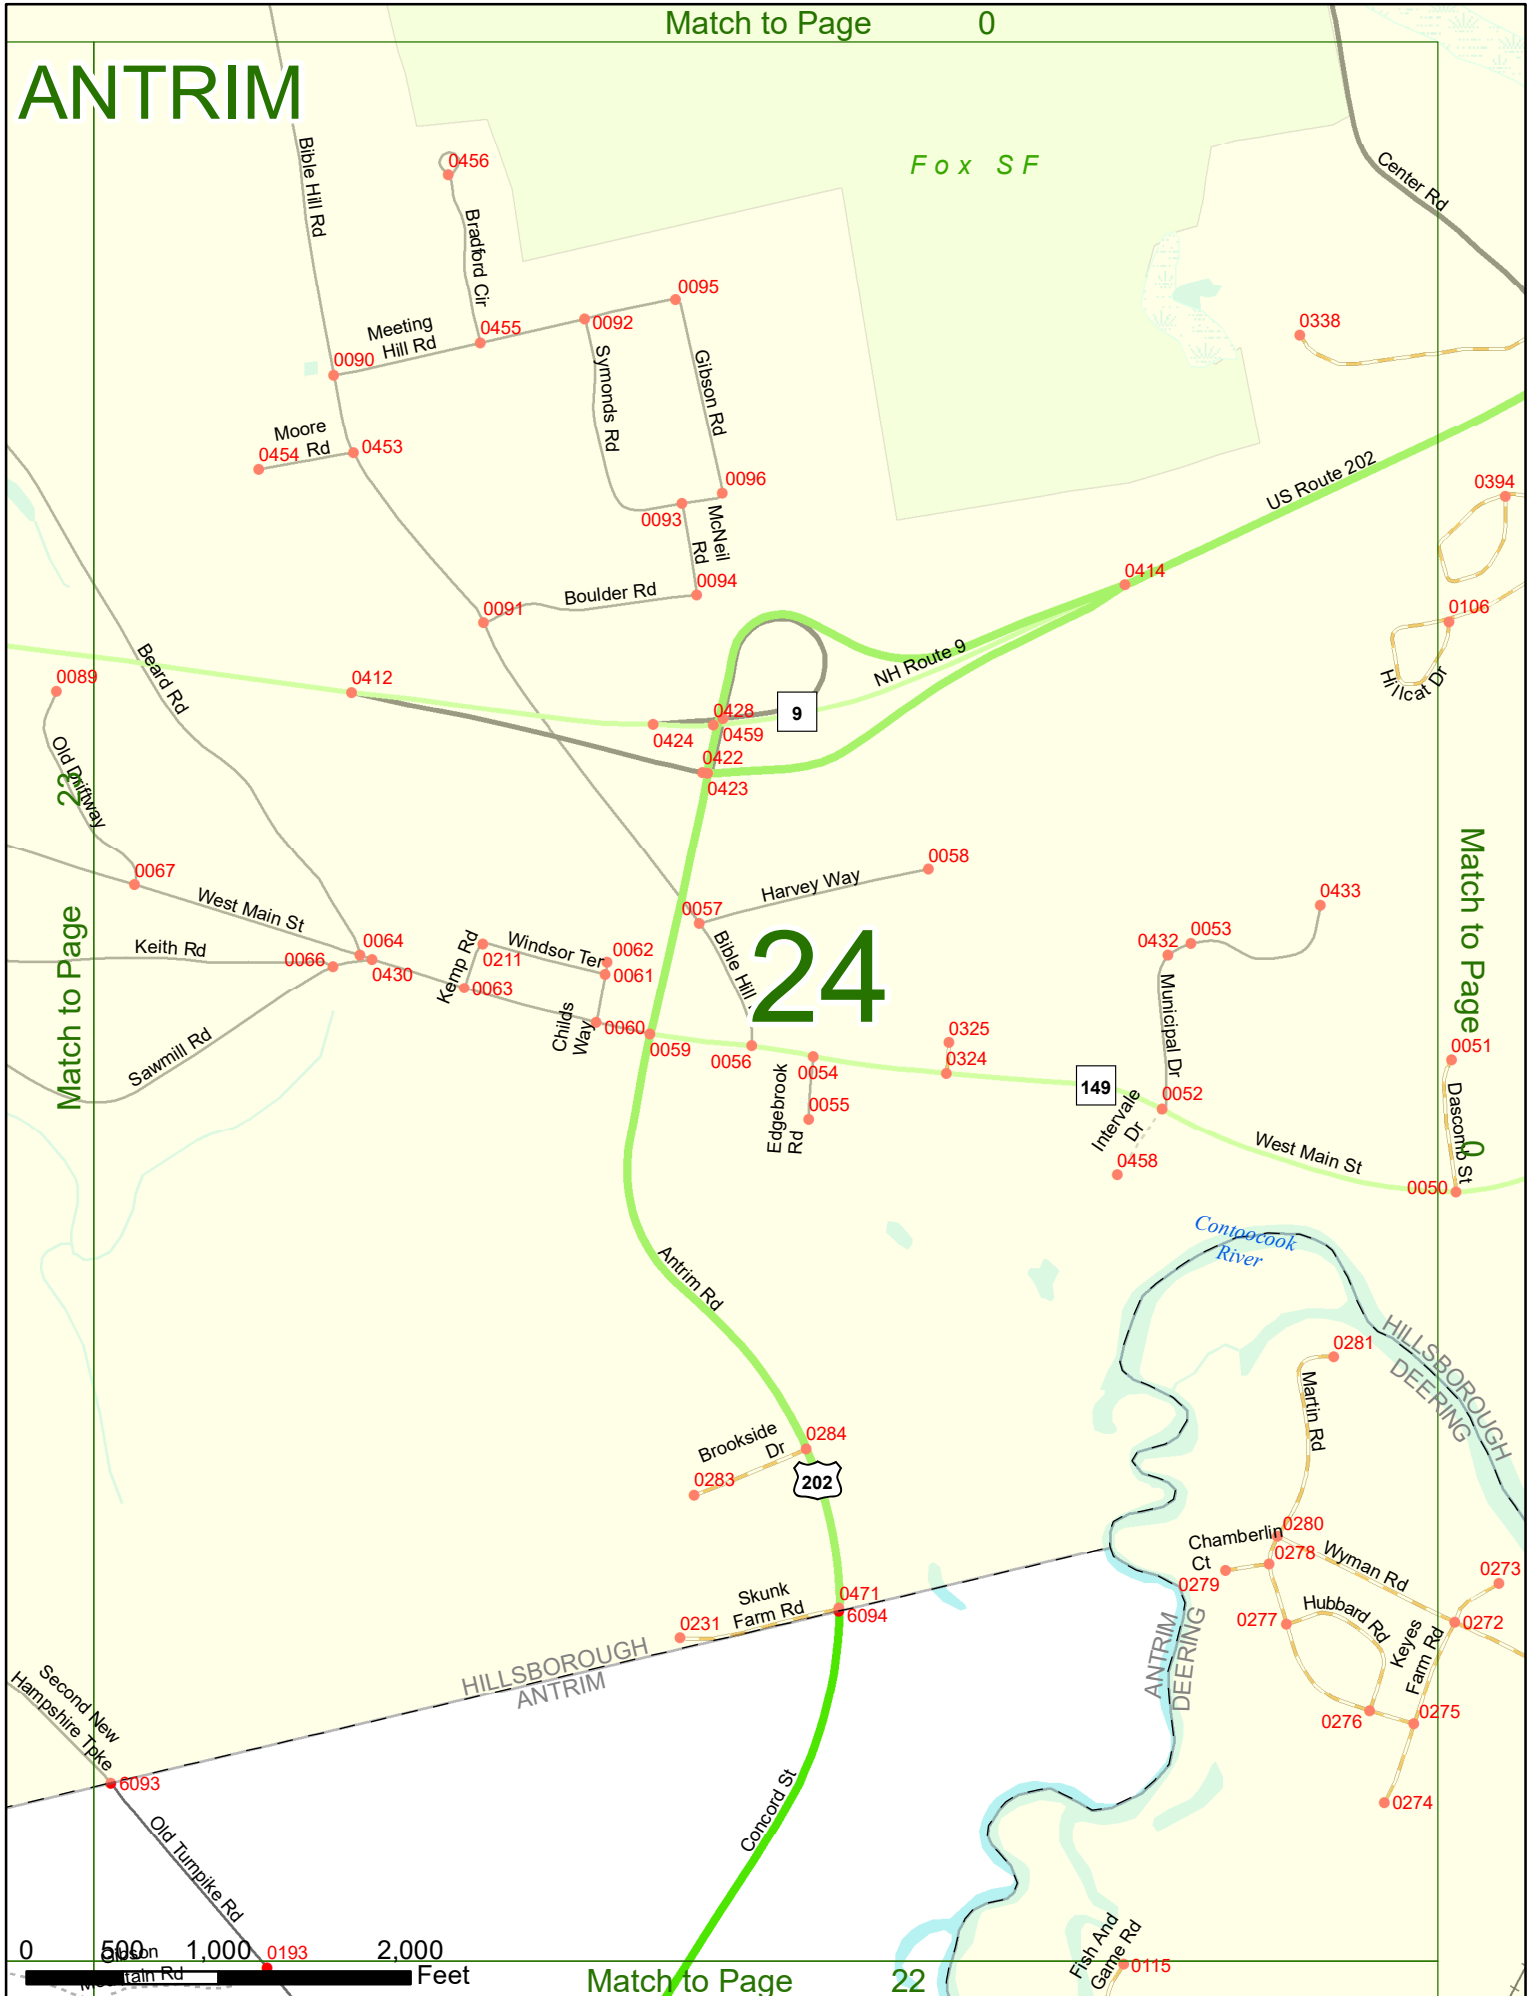 Match to Page 0
ANTRIM
Fox SF
Center Rd
Bible Hill Rd
0456
Bradford Cir
0095
0455
0092
0338
Meeting
Hill Rd
0090
Symonds Rd
Gibson Rd
Moore
Rd
0454
0453
US Route 202
0394
0096
0093
McNeil
Rd
0414
0094
Boulder Rd
0091
0106
Hillcat Dr
Beard Rd
NH Route 9
0089
0412
9
0428
0424
0459
0422
0423
Old Driftway
23
Match to Page
0067
West Main St
Harvey Way
0058
0057
Bible Hill
24
0433
0053
0432
Municipal Dr
Match to Page
0
Keith Rd
0064
0066
0430
Kemp Rd
0211
Windsor Ter
0062
0061
0063
Childs
Way
0060
0059
0056
0325
0324
0054
0055
Edgebrook
Rd
Sawmill Rd
149
0052
Intervale
Dr
0458
0051
Dascomb St
West Main St
0050
Contoocook
River
Antrim Rd
HILLSBOROUGH
DEERING
0281
Martin Rd
Brookside
Dr
0284
0283
202
0280
Chamberlin
Ct
0278
0279
Wyman Rd
0273
Hubbard Rd
0277
Keyes
Farm Rd
0272
Skunk
Farm Rd
0471
6094
0231
HILLSBOROUGH
ANTRIM
ANTRIM
DEERING
0276
0275
0274
Second New
Hampshire Tpke
6093
Old Turnpike Rd
Concord St
0193
Gibson
Mountain Rd
0 500 1,000 2,000
Feet
Fish And
Game Rd
0115
Match to Page 22